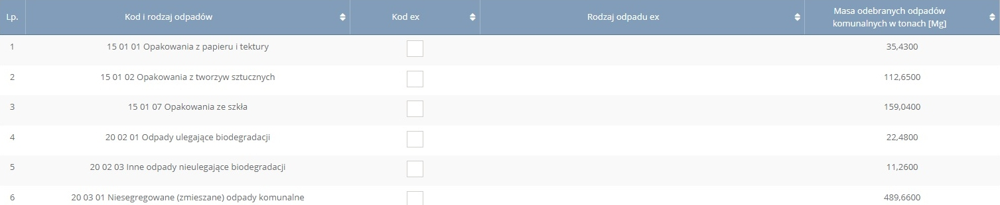 Lp. Kod i rodzaj odpadów Kod ex Rodzaj odpadu ex Masa odebranych odpadów komunalnych w tonach [Mg]
1 15 01 01 Opakowania z papieru i tektury 35,4300
2 15 01 02 Opakowania z tworzyw sztucznych 112,6500
3 15 01 07 Opakowania ze szkła 159,0400
4 20 02 01 Odpady ulegające biodegradacji 22,4800
5 20 02 03 Inne odpady nieulegające biodegradacji 11,2600
6 20 03 01 Niesegregowane (zmieszane) odpady komunalne 489,6600